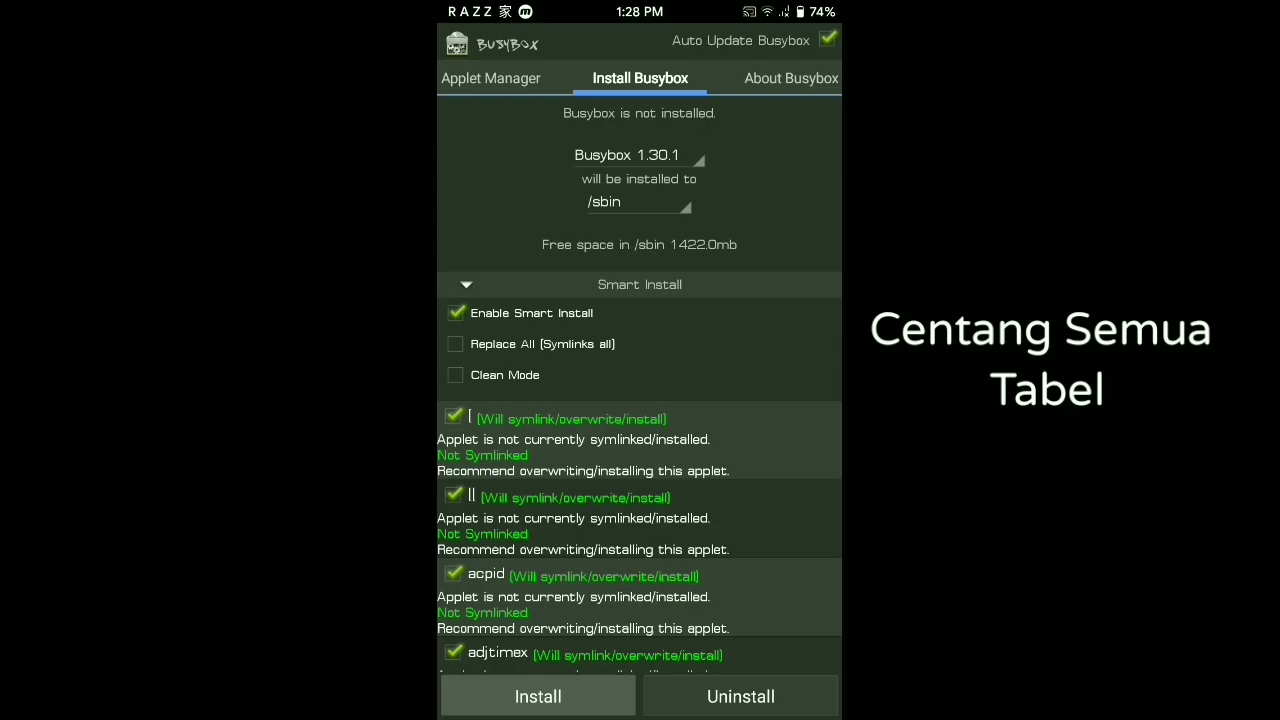 RAZZ 家 m
1:28 PM
74%
BUSYBOX
Auto Update Busybox
Applet Manager
Install Busybox
About Busybox
Busybox is not installed.
Busybox 1.30.1
will be installed to
/sbin
Free space in /sbin 1422.0mb
Smart Install
Enable Smart Install
Replace All (Symlinks all)
Clean Mode
[ (Will symlink/overwrite/install)
Applet is not currently symlinked/installed.
Not Symlinked
Recommend overwriting/installing this applet.
[[ (Will symlink/overwrite/install)
Applet is not currently symlinked/installed.
Not Symlinked
Recommend overwriting/installing this applet.
acpid (Will symlink/overwrite/install)
Applet is not currently symlinked/installed.
Not Symlinked
Recommend overwriting/installing this applet.
adjtimex (Will symlink/overwrite/install)
Install
Uninstall
Centang Semua
Tabel